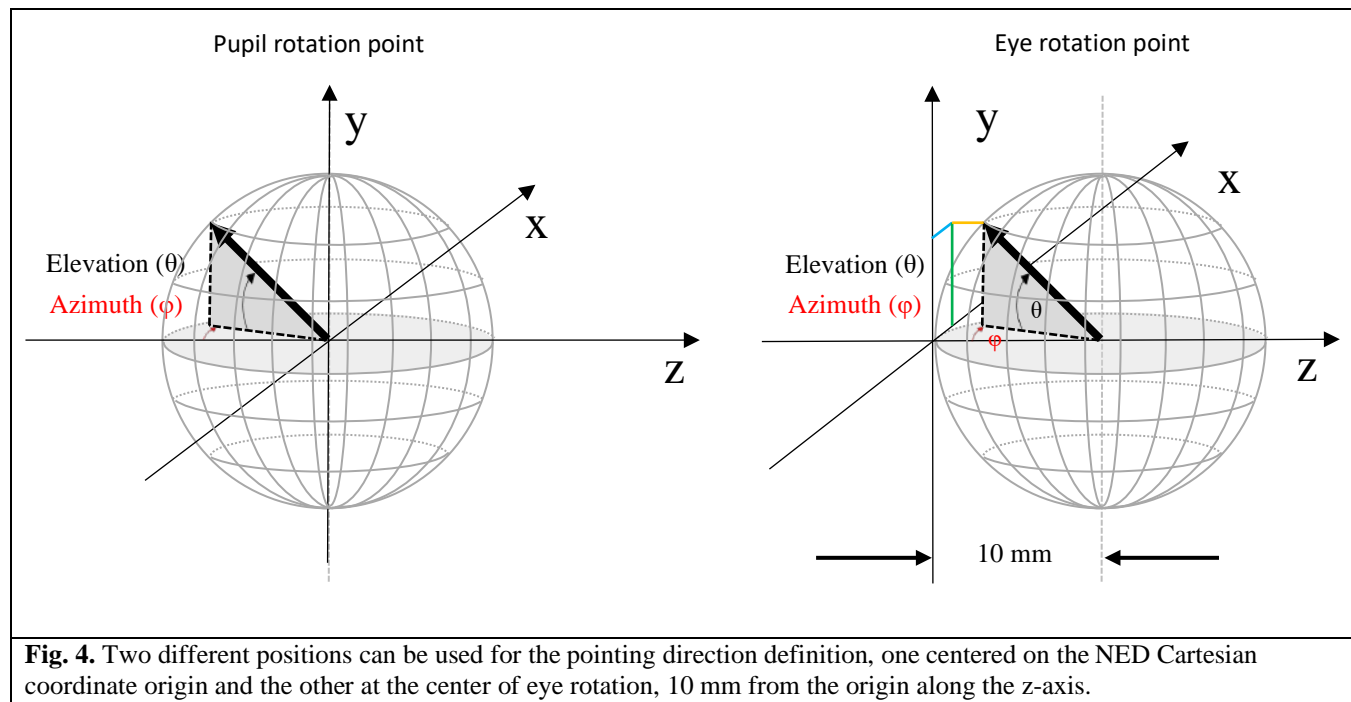 Pupil rotation point
y
x
Elevation (θ)
Azimuth (φ)
z
Eye rotation point
y
x
Elevation (θ)
Azimuth (φ)
θ
φ
z
10 mm
Fig. 4. Two different positions can be used for the pointing direction definition, one centered on the NED Cartesian
coordinate origin and the other at the center of eye rotation, 10 mm from the origin along the z-axis.